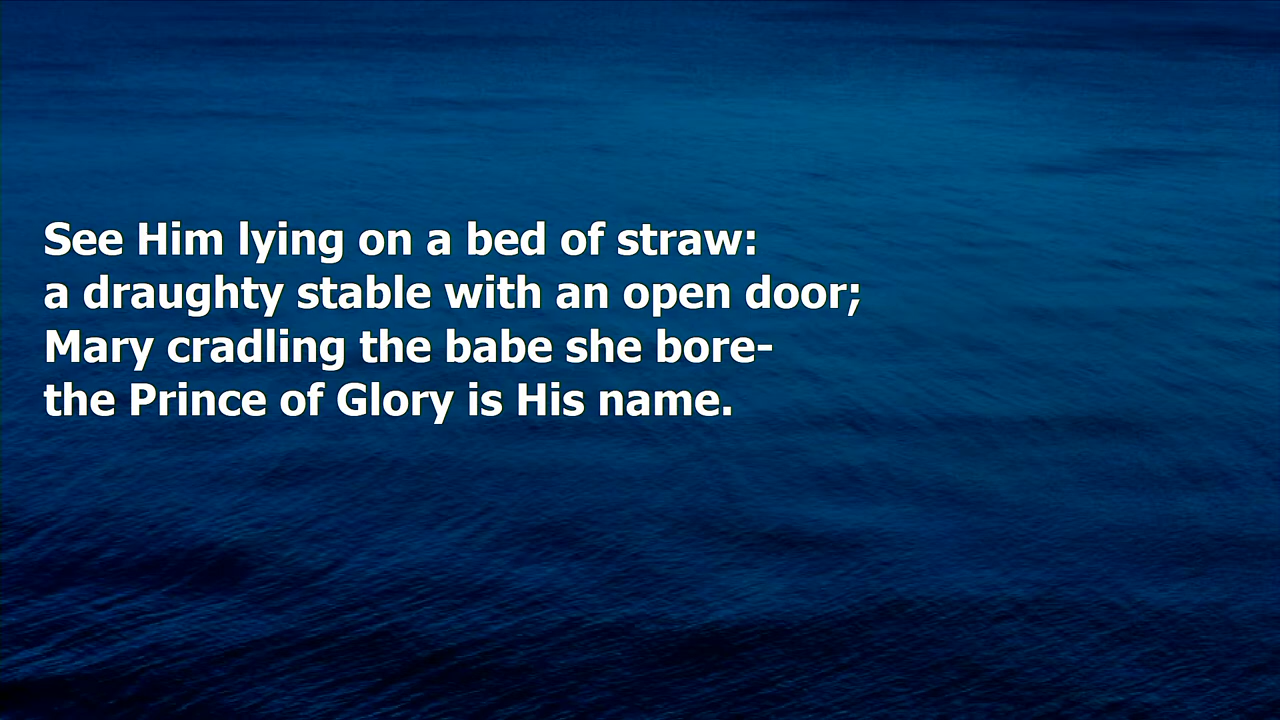 See Him lying on a bed of straw:
a draughty stable with an open door;
Mary cradling the babe she bore-
the Prince of Glory is His name.